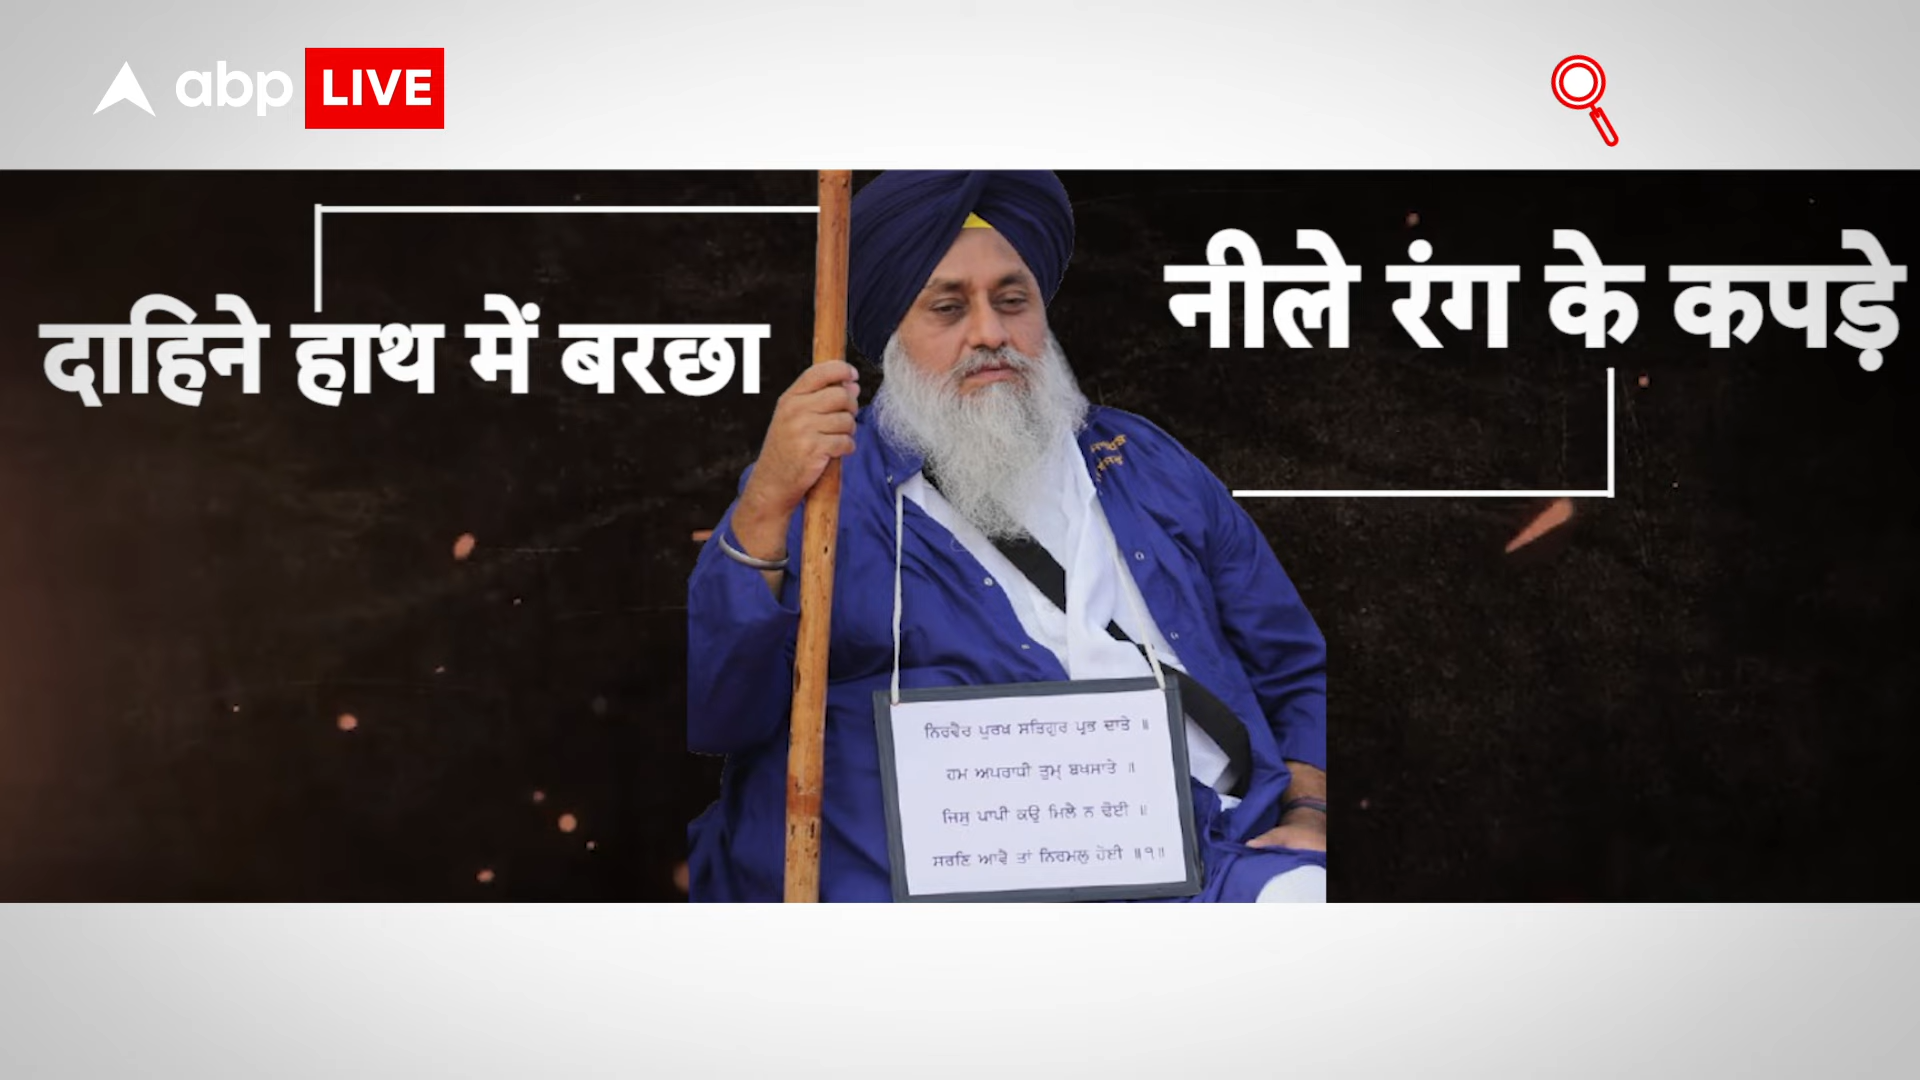 abp LIVE
दाहिने हाथ में बरछा
नीले रंग के कपड़े
ਨਿਰਵੈਰ ਪੁਰਖ ਸਤਿਗੁਰ ਪ੍ਰਭ ਦਾਤੇ ॥
ਹਮ ਅਪਰਾਧੀ ਤੁਮ੍ ਬਖਸਾਤੇ ॥
ਜਿਸੁ ਪਾਪੀ ਕਉ ਮਿਲੈ ਨ ਢੋਈ ॥
ਸਰਣਿ ਆਵੈ ਤਾਂ ਨਿਰਮਲੁ ਹੋਈ ॥੧॥